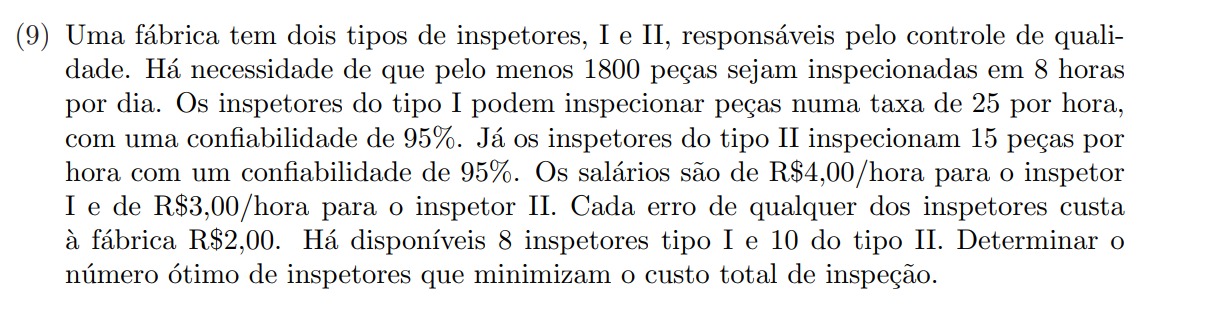 (9) Uma fábrica tem dois tipos de inspetores, I e II, responsáveis pelo controle de quali-
dade. Há necessidade de que pelo menos 1800 peças sejam inspecionadas em 8 horas
por dia. Os inspetores do tipo I podem inspecionar peças numa taxa de 25 por hora,
com uma confiabilidade de 95%. Já os inspetores do tipo II inspecionam 15 peças por
hora com um confiabilidade de 95%. Os salários são de R$4,00/hora para o inspetor
I e de R$3,00/hora para o inspetor II. Cada erro de qualquer dos inspetores custa
à fábrica R$2,00. Há disponíveis 8 inspetores tipo I e 10 do tipo II. Determinar o
número ótimo de inspetores que minimizam o custo total de inspeção.